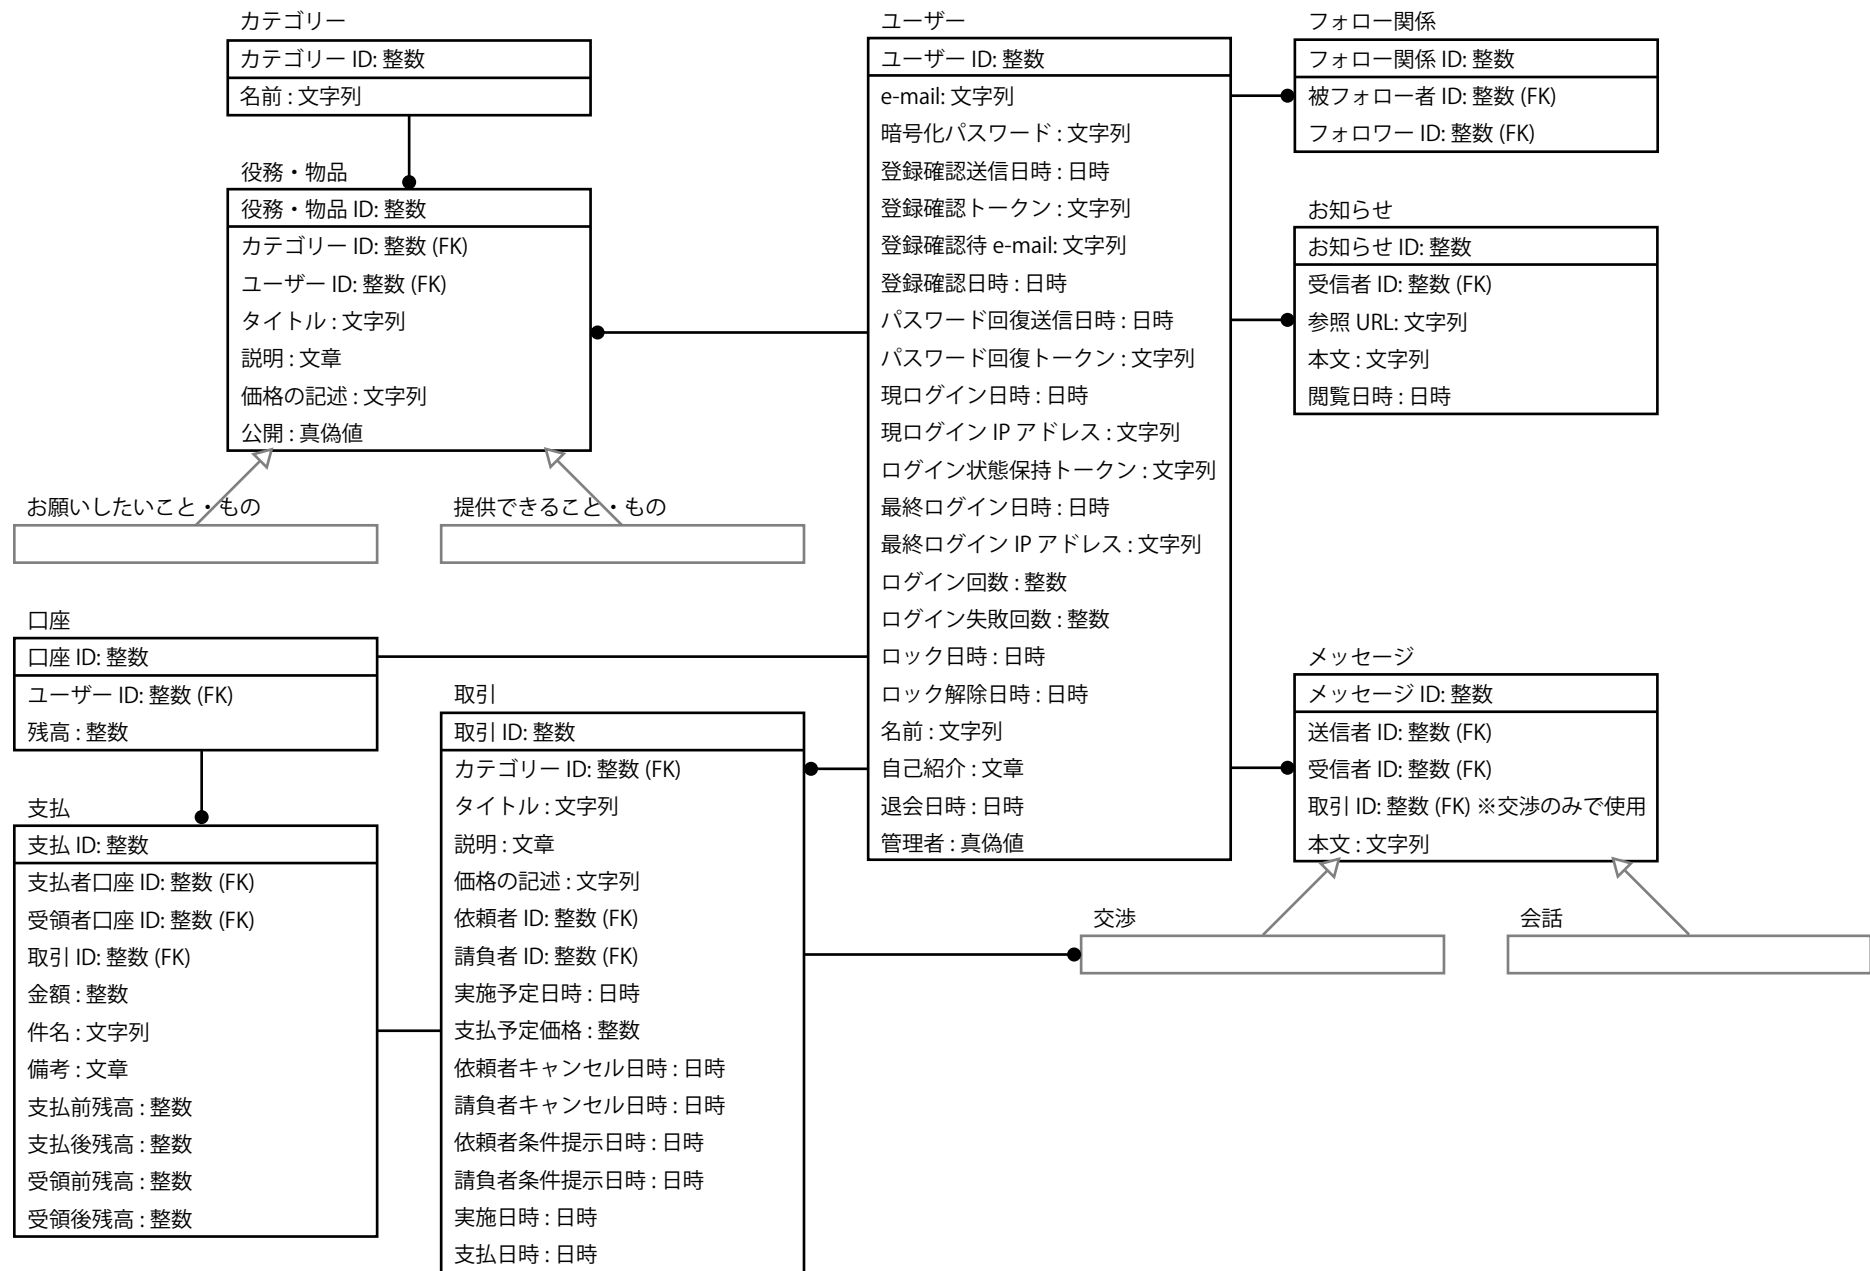 カテゴリー
カテゴリー ID: 整数
名前 : 文字列
役務・物品
役務・物品 ID: 整数
カテゴリー ID: 整数 (FK)
ユーザー ID: 整数 (FK)
タイトル : 文字列
説明 : 文章
価格の記述 : 文字列
公開 : 真偽値
お願いしたいこと・もの
提供できること・もの
口座
口座 ID: 整数
ユーザー ID: 整数 (FK)
残高 : 整数
支払
支払 ID: 整数
支払者口座 ID: 整数 (FK)
受領者口座 ID: 整数 (FK)
取引 ID: 整数 (FK)
金額 : 整数
件名 : 文字列
備考 : 文章
支払前残高 : 整数
支払後残高 : 整数
受領前残高 : 整数
受領後残高 : 整数
取引
取引 ID: 整数
カテゴリー ID: 整数 (FK)
タイトル : 文字列
説明 : 文章
価格の記述 : 文字列
依頼者 ID: 整数 (FK)
請負者 ID: 整数 (FK)
実施予定日時 : 日時
支払予定価格 : 整数
依頼者キャンセル日時 : 日時
請負者キャンセル日時 : 日時
依頼者条件提示日時 : 日時
請負者条件提示日時 : 日時
実施日時 : 日時
支払日時 : 日時
ユーザー
ユーザー ID: 整数
e-mail: 文字列
暗号化パスワード : 文字列
登録確認送信日時 : 日時
登録確認トークン : 文字列
登録確認待 e-mail: 文字列
登録確認日時 : 日時
パスワード回復送信日時 : 日時
パスワード回復トークン : 文字列
現ログイン日時 : 日時
現ログイン IP アドレス : 文字列
ログイン状態保持トークン : 文字列
最終ログイン日時 : 日時
最終ログイン IP アドレス : 文字列
ログイン回数 : 整数
ログイン失敗回数 : 整数
ロック日時 : 日時
ロック解除日時 : 日時
名前 : 文字列
自己紹介 : 文章
退会日時 : 日時
管理者 : 真偽値
フォロー関係
フォロー関係 ID: 整数
被フォロー者 ID: 整数 (FK)
フォロワー ID: 整数 (FK)
お知らせ
お知らせ ID: 整数
受信者 ID: 整数 (FK)
参照 URL: 文字列
本文 : 文字列
閲覧日時 : 日時
メッセージ
メッセージ ID: 整数
送信者 ID: 整数 (FK)
受信者 ID: 整数 (FK)
取引 ID: 整数 (FK) ※交渉のみで使用
本文 : 文字列
交渉
会話